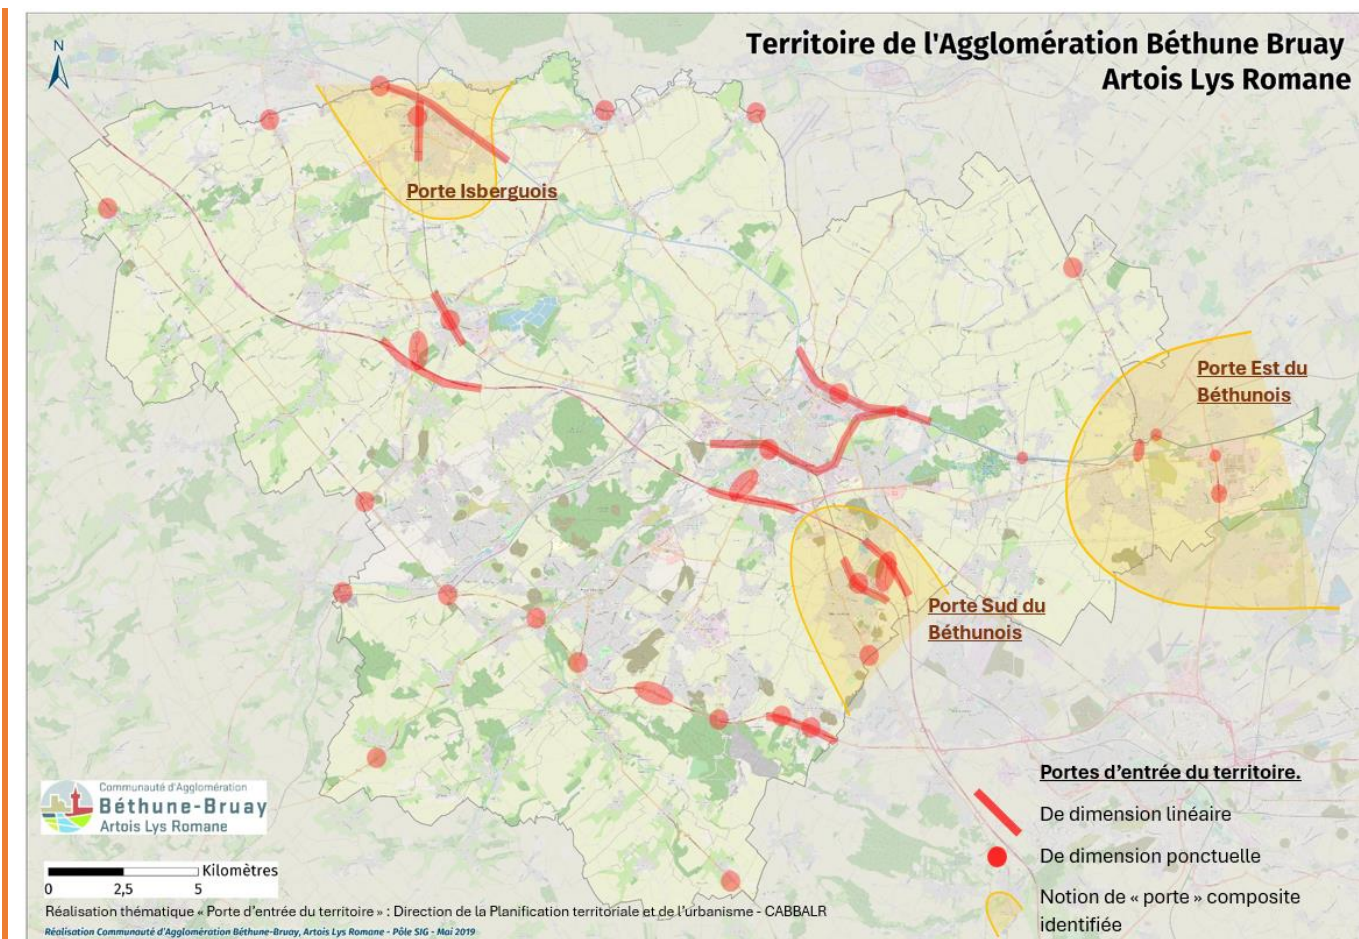 Territoire de l'Agglomération Béthune Bruay
Artois Lys Romane
N
Porte Isberguois
Porte Est du
Béthunois
Porte Sud du
Béthunois
Portes d’entrée du territoire.
De dimension linéaire
De dimension ponctuelle
Notion de « porte » composite
identifiée
Communauté d'Agglomération
Béthune-Bruay
Artois Lys Romane
Kilomètres
0 2,5 5
Réalisation thématique « Porte d’entrée du territoire » : Direction de la Planification territoriale et de l’urbanisme - CABBALR
Réalisation Communauté d'Agglomération Béthune-Bruay, Artois Lys Romane - Pôle SIG - Mai 2019